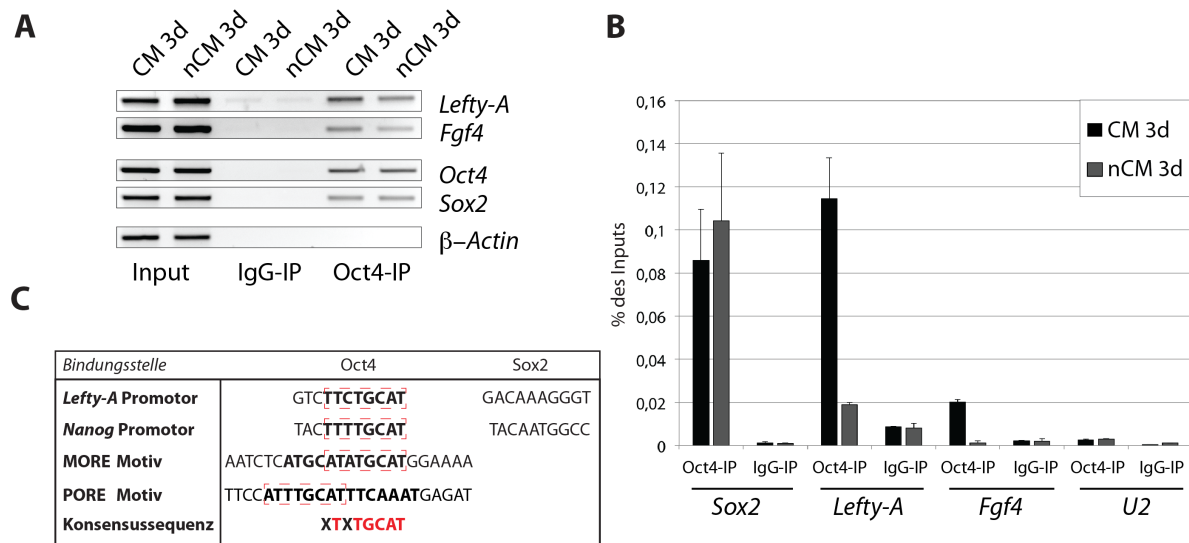 A
CM 3d nCM 3d CM 3d nCM 3d CM 3d nCM 3d
Lefty-A
Fgf4
Oct4
Sox2
β–Actin
Input IgG-IP Oct4-IP
B
% des Inputs
0,16
0,14
0,12
0,1
0,08
0,06
0,04
0,02
0
CM 3d
nCM 3d
Oct4-IP IgG-IP Oct4-IP IgG-IP Oct4-IP IgG-IP Oct4-IP IgG-IP
Sox2 Lefty-A Fgf4 U2
C
Bindungsstelle Oct4 Sox2
Lefty-A Promotor GTCTTCTGCAT GACAAAGGGT
Nanog Promotor TACTTTTGCAT TACAATGGCC
MORE Motiv AATCTCATGCATATGCATGGAAAA
PORE Motiv TTCCATTTGCATTTCAAATGAGAT
Konsensussequenz XTXTGCAT